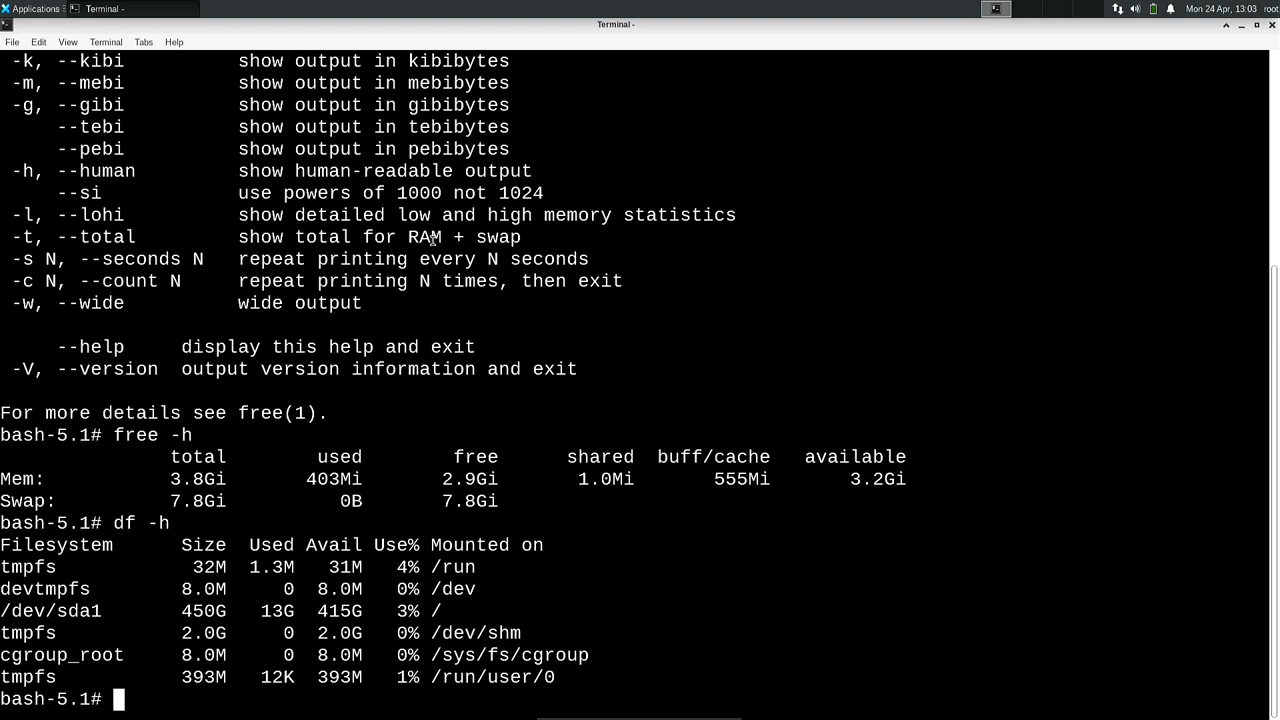 Applications Terminal - Mon 24 Apr, 13:03 root
Terminal -
File Edit View Terminal Tabs Help
-k, --kibi          show output in kibibytes
-m, --mebi          show output in mebibytes
-g, --gibi          show output in gibibytes
    --tebi          show output in tebibytes
    --pebi          show output in pebibytes
-h, --human         show human-readable output
    --si            use powers of 1000 not 1024
-l, --lohi          show detailed low and high memory statistics
-t, --total         show total for RAM + swap
-s N, --seconds N   repeat printing every N seconds
-c N, --count N     repeat printing N times, then exit
-w, --wide          wide output
    --help     display this help and exit
-V, --version  output version information and exit
For more details see free(1).
bash-5.1# free -h
               total        used        free      shared  buff/cache   available
Mem:           3.8Gi       403Mi       2.9Gi       1.0Mi       555Mi       3.2Gi
Swap:          7.8Gi          0B       7.8Gi
bash-5.1# df -h
Filesystem      Size  Used Avail Use% Mounted on
tmpfs            32M  1.3M   31M   4% /run
devtmpfs        8.0M     0  8.0M   0% /dev
/dev/sda1       450G   13G  415G   3% /
tmpfs           2.0G     0  2.0G   0% /dev/shm
cgroup_root     8.0M     0  8.0M   0% /sys/fs/cgroup
tmpfs           393M   12K  393M   1% /run/user/0
bash-5.1#